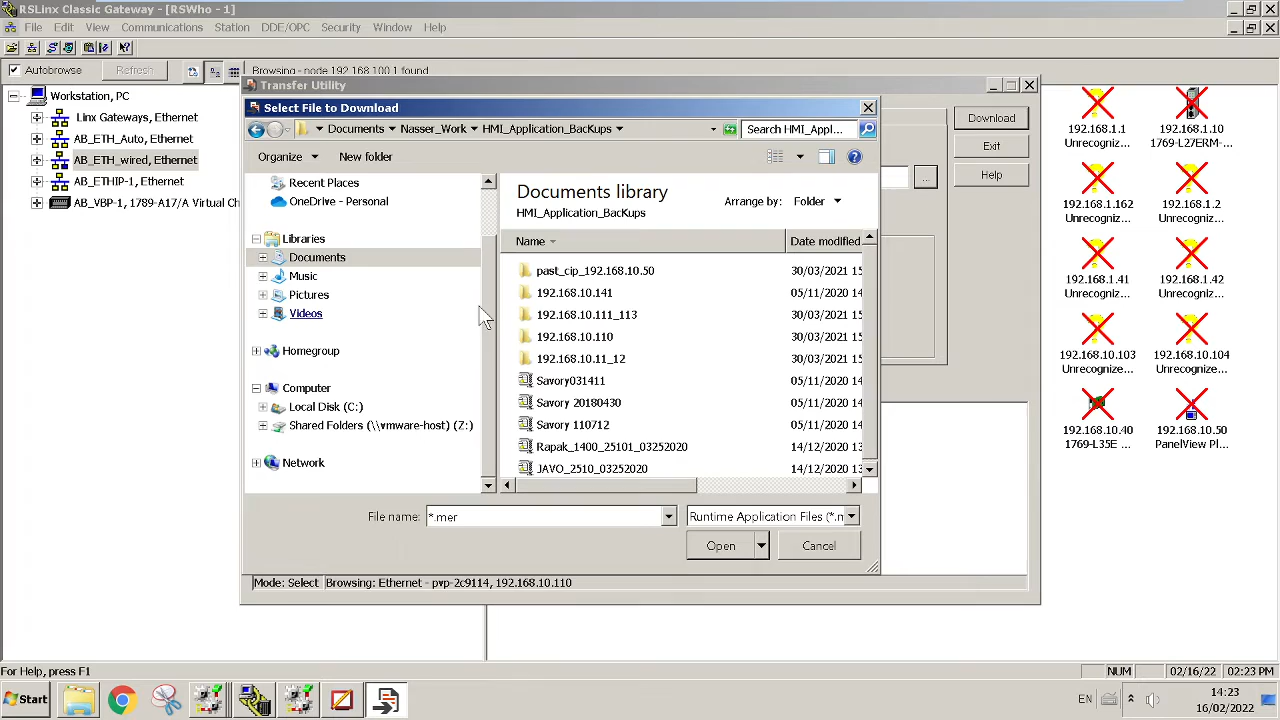 RSLinx Classic Gateway - [RSWho - 1]
File Edit View Communications Station DDE/OPC Security Window Help
Autobrowse Refresh Browsing - node 192.168.100.1 found
Workstation, PC
Linx Gateways, Ethernet
AB_ETH_Auto, Ethernet
AB_ETH_wired, Ethernet
AB_ETHIP-1, Ethernet
AB_VBP-1, 1789-A17/A Virtual Ch
Transfer Utility
Select File to Download
Documents Nasser_Work HMI_Application_BacKups Search HMI_Appl...
Organize New folder
Recent Places
OneDrive - Personal
Libraries
Documents
Music
Pictures
Videos
Homegroup
Computer
Local Disk (C:)
Shared Folders (\\vmware-host) (Z:)
Network
Documents library
HMI_Application_BacKups
Arrange by: Folder
Name Date modified
past_cip_192.168.10.50 30/03/2021 15
192.168.10.141 05/11/2020 14
192.168.10.111_113 30/03/2021 15
192.168.10.110 30/03/2021 15
192.168.10.11_12 30/03/2021 15
Savory031411 05/11/2020 14
Savory 20180430 05/11/2020 14
Savory 110712 05/11/2020 14
Rapak_1400_25101_03252020 14/12/2020 13
JAVO_2510_03252020 14/12/2020 13
File name: *.mer Runtime Application Files (*.m
Open Cancel
Download
Exit
Help
...
Mode: Select Browsing: Ethernet - pvp-2c9114, 192.168.10.110
192.168.1.1
192.168.1.10
1769-L27ERM-...
192.168.1.162
Unrecognize...
192.168.1.2
Unrecognize...
192.168.1.41
Unrecognize...
192.168.1.42
Unrecognize...
192.168.10.103
Unrecognize...
192.168.10.104
Unrecognize...
192.168.10.40
1769-L35E ...
192.168.10.50
PanelView Pl...
For Help, press F1 NUM 02/16/22 02:23 PM
Start EN 14:23
16/02/2022